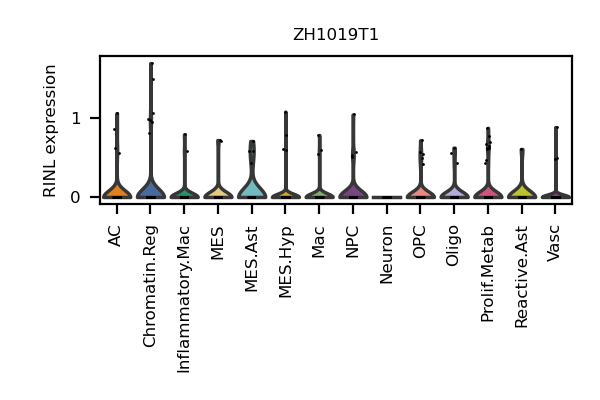 ZH1019T1
RINL expression
1
0
AC
Chromatin.Reg
Inflammatory.Mac
MES
MES.Ast
MES.Hyp
Mac
NPC
Neuron
OPC
Oligo
Prolif.Metab
Reactive.Ast
Vasc